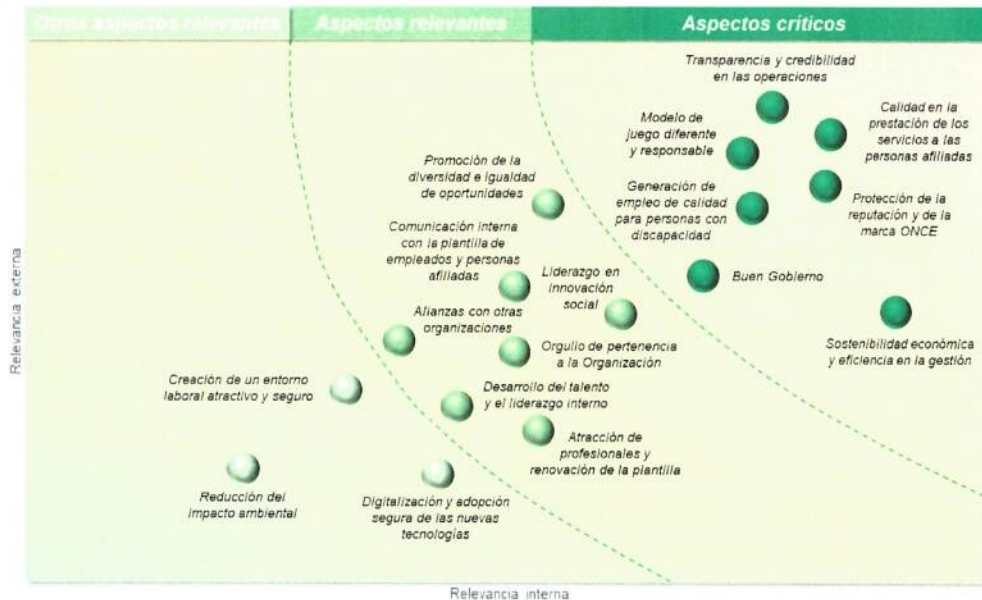 Otros aspectos relevantes
Aspectos relevantes
Aspectos críticos
Transparencia y credibilidad
en las operaciones
Calidad en la
prestación de los
servicios a las
personas afiliadas
Modelo de
juego diferente
y responsable
Promoción de la
diversidad e igualdad
de oportunidades
Generación de
empleo de calidad
para personas con
discapacidad
Protección de la
reputación y de la
marca ONCE
Comunicación interna
con la plantilla de
empleados y personas
afiliadas
Liderazgo en
innovación
social
Buen Gobierno
Alianzas con otras
organizaciones
Orgullo de pertenencia
a la Organización
Sostenibilidad económica
y eficiencia en la gestión
Creación de un entorno
laboral atractivo y seguro
Desarrollo del talento
y el liderazgo interno
Atracción de
profesionales y
renovación de la plantilla
Reducción del
impacto ambiental
Digitalización y adopción
segura de las nuevas
tecnologías
Relevancia externa
Relevancia interna